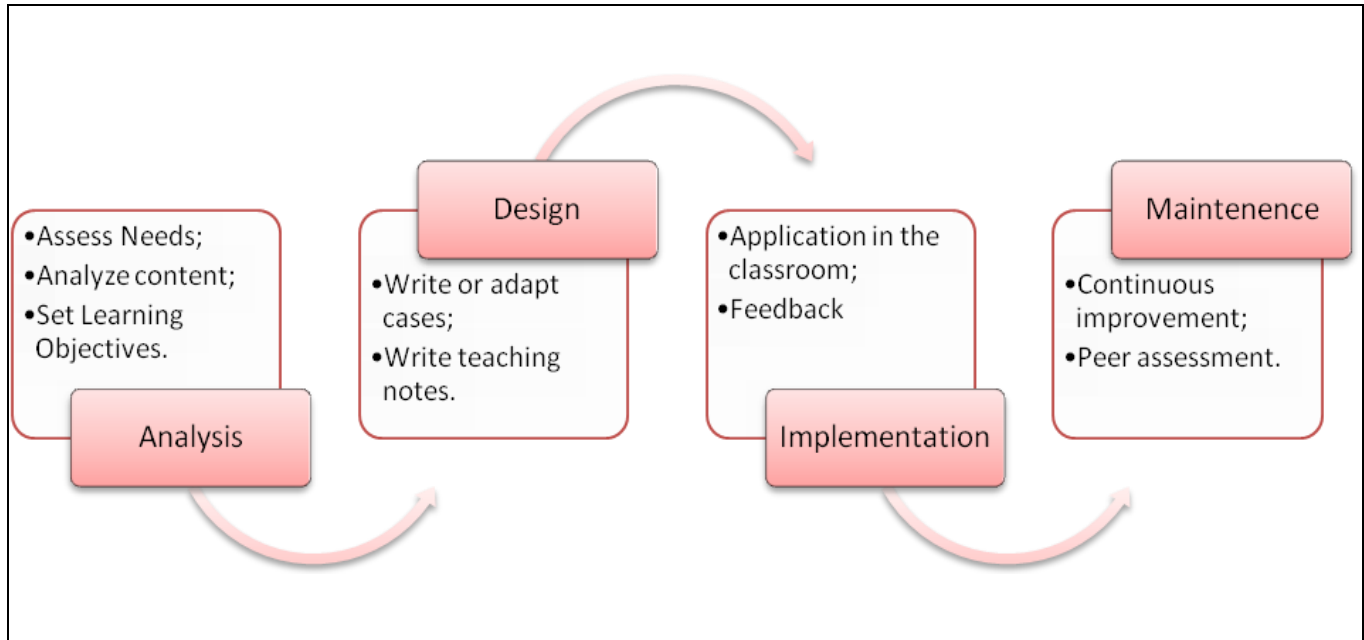 •Assess Needs;
•Analyze content;
•Set Learning
Objectives.
Analysis
Design
•Write or adapt
cases;
•Write teaching
notes.
•Application in the
classroom;
•Feedback
Implementation
Maintenence
•Continuous
improvement;
•Peer assessment.